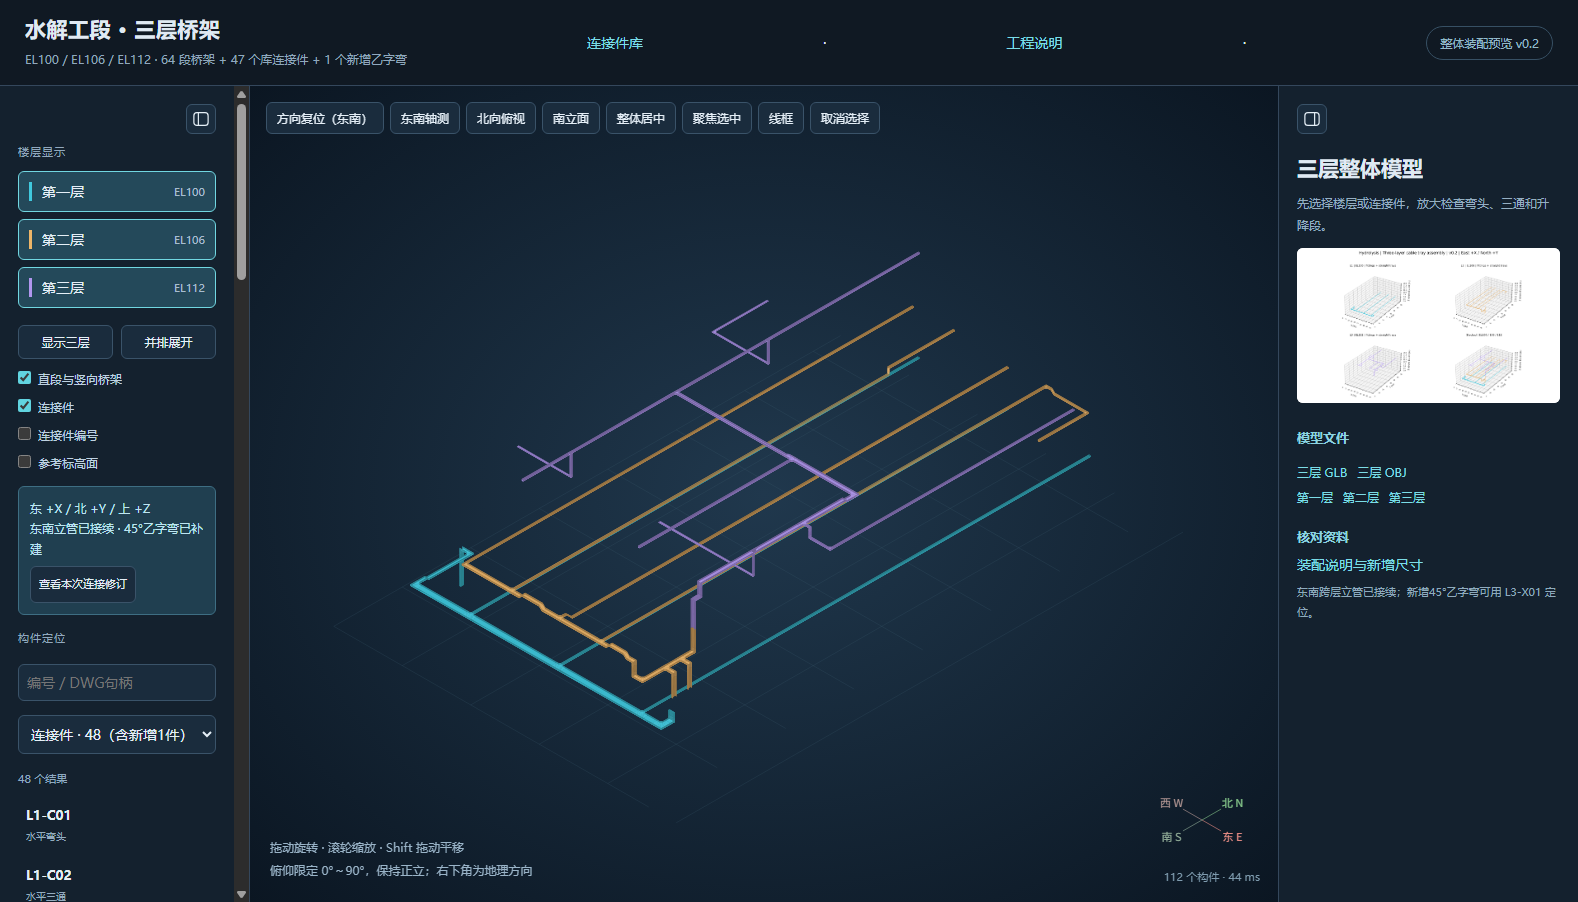 水解工段 • 三层桥架
EL100 / EL106 / EL112 · 64 段桥架 + 47 个库连接件 + 1 个新增乙字弯
连接件库
·
工程说明
·
整体装配预览 v0.2
楼层显示
第一层 EL100
第二层 EL106
第三层 EL112
显示三层 并排展开
直段与竖向桥架
连接件
连接件编号
参考标高面
东 +X / 北 +Y / 上 +Z
东南立管已接续 · 45°乙字弯已补
建
查看本次连接修订
构件定位
编号 / DWG句柄
连接件 · 48（含新增1件）
48 个结果
L1-C01
水平弯头
L1-C02
水平三通
方向复位（东南） 东南轴测 北向俯视 南立面 整体居中 聚焦选中 线框 取消选择
西 W 北 N
南 S 东 E
拖动旋转 · 滚轮缩放 · Shift 拖动平移
俯仰限定 0° ~ 90°，保持正立；右下角为地理方向
112 个构件 · 44 ms
三层整体模型
先选择楼层或连接件，放大检查弯头、三通和升
降段。
模型文件
三层 GLB 三层 OBJ
第一层 第二层 第三层
核对资料
装配说明与新增尺寸
东南跨层立管已接续；新增45°乙字弯可用 L3-X01 定
位。